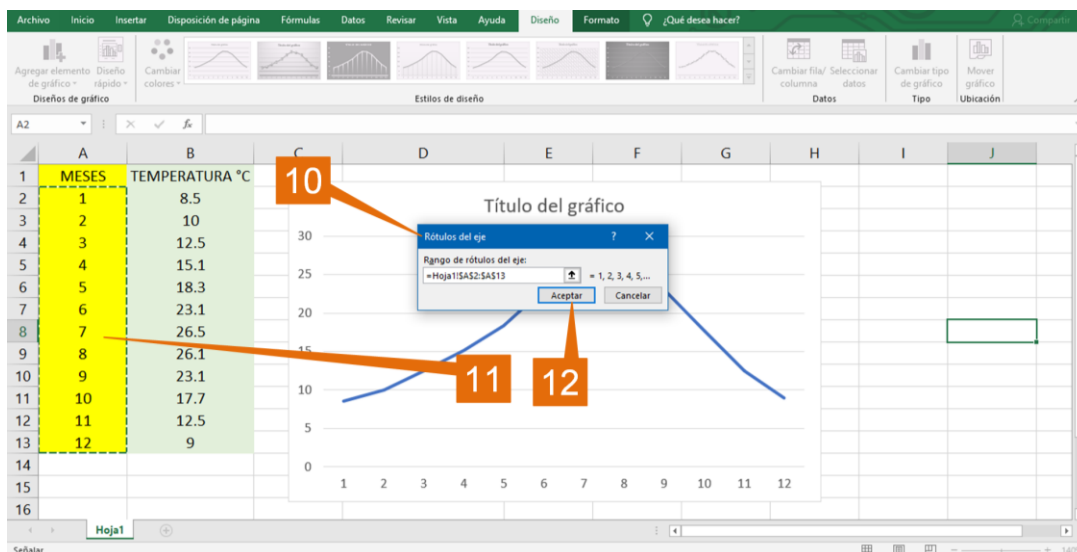 Archivo Inicio Insertar Disposición de página Fórmulas Datos Revisar Vista Ayuda Diseño Formato ¿Qué desea hacer? Compartir
Agregar elemento de gráfico Diseño rápido Cambiar colores Cambiar fila/ columna Seleccionar datos Cambiar tipo de gráfico Mover gráfico
Diseños de gráfico Estilos de diseño Datos Tipo Ubicación
A2 fx
A B C D E F G H I J
1 MESES TEMPERATURA °C
2 1 8.5
3 2 10
4 3 12.5
5 4 15.1
6 5 18.3
7 6 23.1
8 7 26.5
9 8 26.1
10 9 23.1
11 10 17.7
12 11 12.5
13 12 9
14
15
16
10
Título del gráfico
Rótulos del eje ? ×
Rango de rótulos del eje:
=Hoja1!$A$2:$A$13 = 1, 2, 3, 4, 5,...
Aceptar Cancelar
11
12
30
25
20
15
10
5
0
1 2 3 4 5 6 7 8 9 10 11 12
Hoja1
Señalar